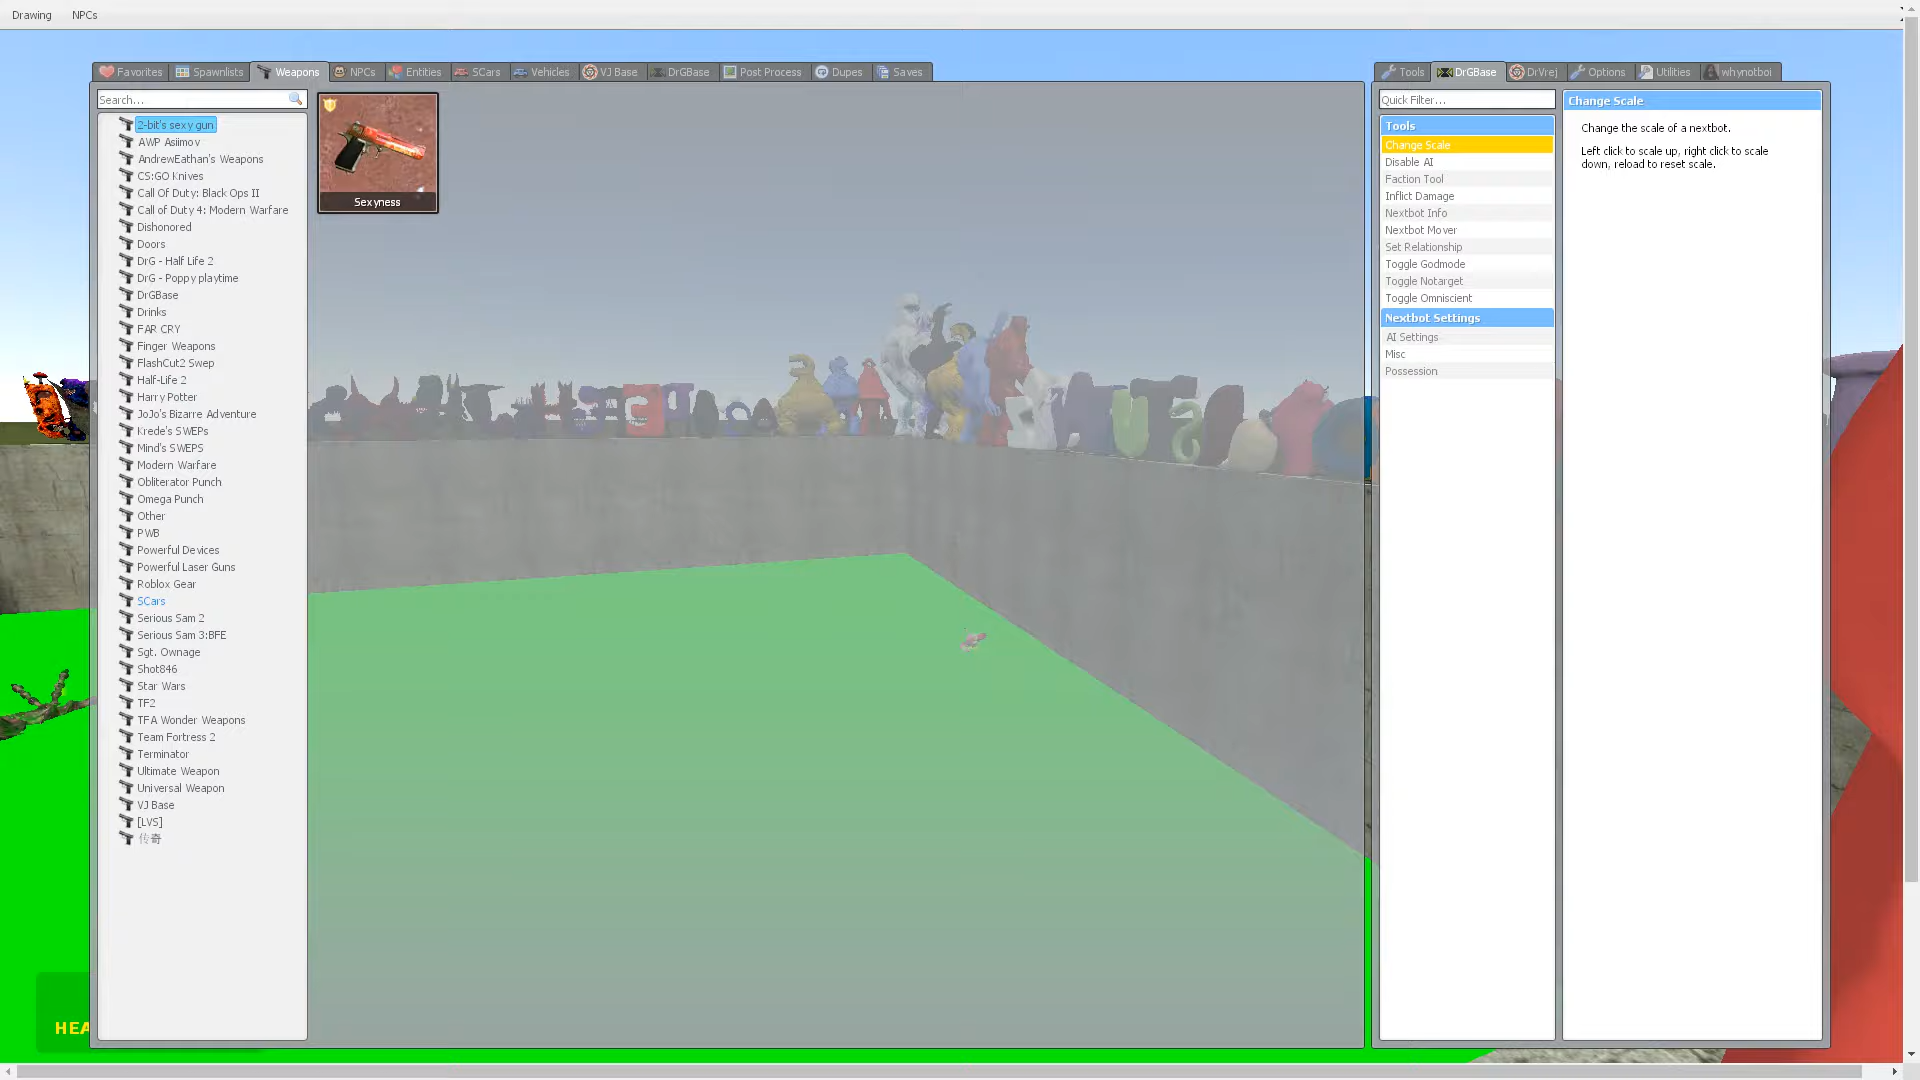 Drawing NPCs
Favorites Spawnlists Weapons NPCs Entities SCars Vehicles VJ Base DrGBase Post Process Dupes Saves
Tools DrGBase DrVrej Options Utilities whynotboi
Search...
2-bit's sexy gun
AWP Asiimov
AndrewEathan's Weapons
CS:GO Knives
Call Of Duty: Black Ops II
Call of Duty 4: Modern Warfare
Dishonored
Doors
DrG - Half Life 2
DrG - Poppy playtime
DrGBase
Drinks
FAR CRY
Finger Weapons
FlashCut2 Swep
Half-Life 2
Harry Potter
JoJo's Bizarre Adventure
Krede's SWEPs
Mind's SWEPS
Modern Warfare
Obliterator Punch
Omega Punch
Other
PWB
Powerful Devices
Powerful Laser Guns
Roblox Gear
SCars
Serious Sam 2
Serious Sam 3:BFE
Sgt. Ownage
Shot846
Star Wars
TF2
TFA Wonder Weapons
Team Fortress 2
Terminator
Ultimate Weapon
Universal Weapon
VJ Base
[LVS]
传奇
Sexyness
Quick Filter...
Tools
Change Scale
Disable AI
Faction Tool
Inflict Damage
Nextbot Info
Nextbot Mover
Set Relationship
Toggle Godmode
Toggle Notarget
Toggle Omniscient
Nextbot Settings
AI Settings
Misc
Possession
Change Scale
Change the scale of a nextbot.
Left click to scale up, right click to scale
down, reload to reset scale.
HEA